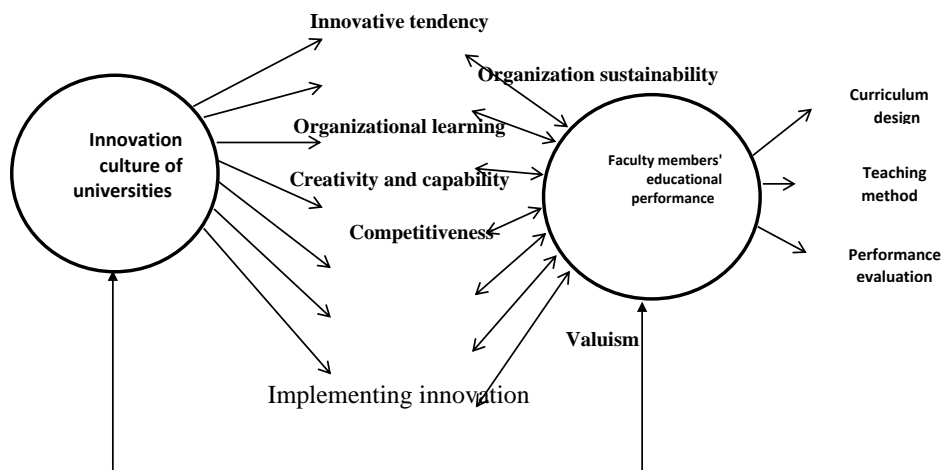 Innovative tendency
Organization sustainability
Organizational learning
Creativity and capability
Competitiveness
Valuism
Implementing innovation
Innovation
culture of
universities
Faculty members'
educational
performance
Curriculum
design
Teaching
method
Performance
evaluation